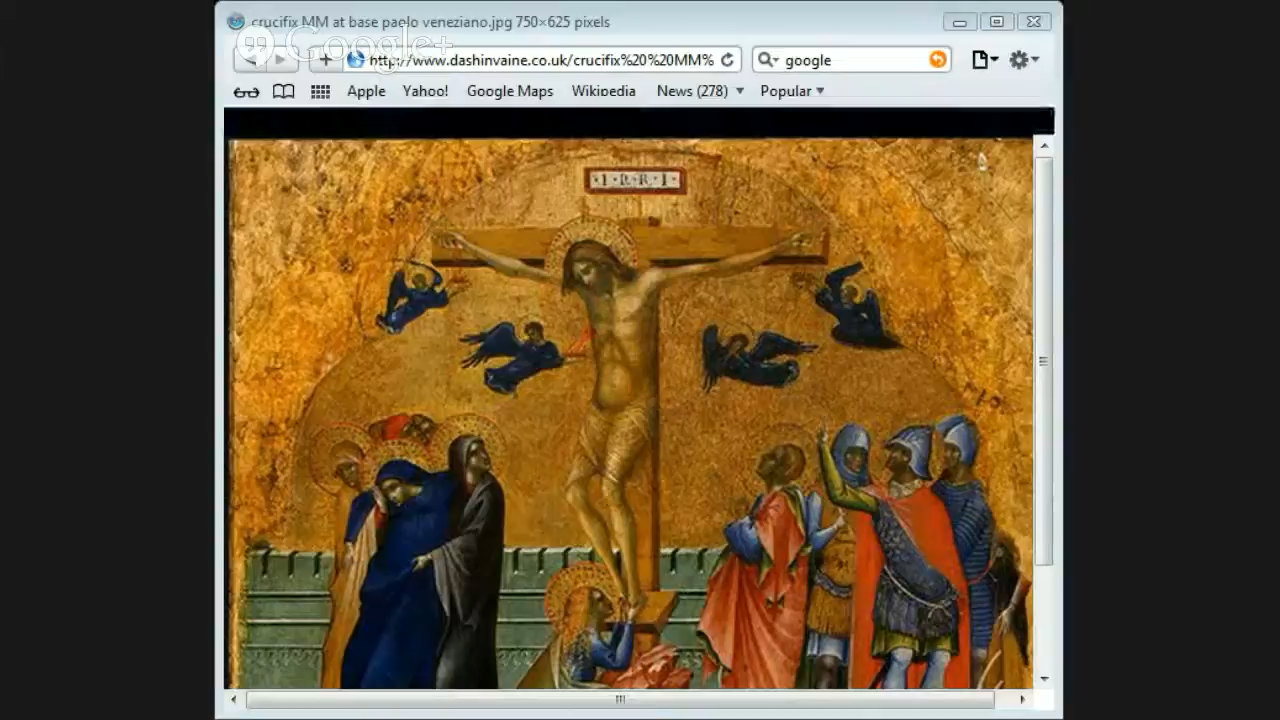 crucifix MM at base paolo veneziano.jpg 750×625 pixels
Google+
http://www.dashinvaine.co.uk/crucifix%20%20MM%
google
Apple Yahoo! Google Maps Wikipedia News (278) Popular
· I · R · R · I ·